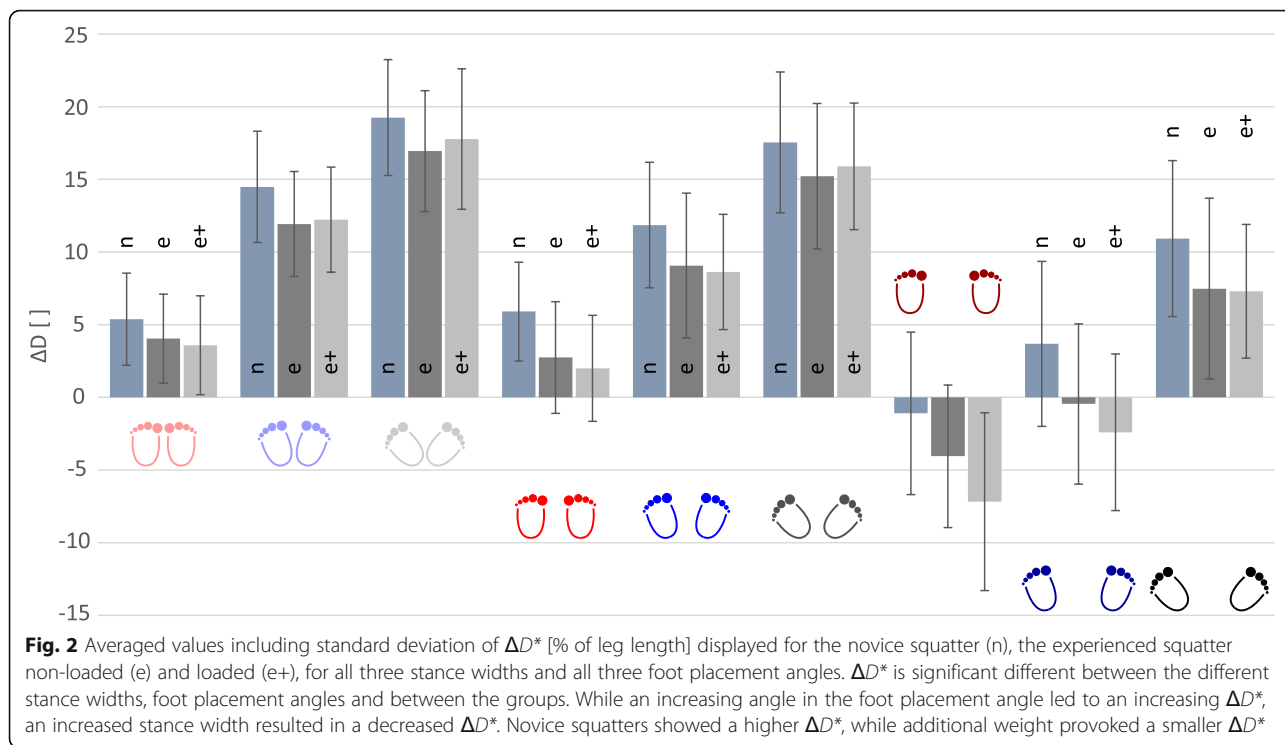 25
20
15
10
5
0
-5
-10
-15
ΔD [ ]
n e e+
n e e+
n e e+
n e e+
n e e+
n e e+
n e e+
n e e+
Fig. 2 Averaged values including standard deviation of ΔD* [% of leg length] displayed for the novice squatter (n), the experienced squatter
non-loaded (e) and loaded (e+), for all three stance widths and all three foot placement angles. ΔD* is significant different between the different
stance widths, foot placement angles and between the groups. While an increasing angle in the foot placement angle led to an increasing ΔD*,
an increased stance width resulted in a decreased ΔD*. Novice squatters showed a higher ΔD*, while additional weight provoked a smaller ΔD*